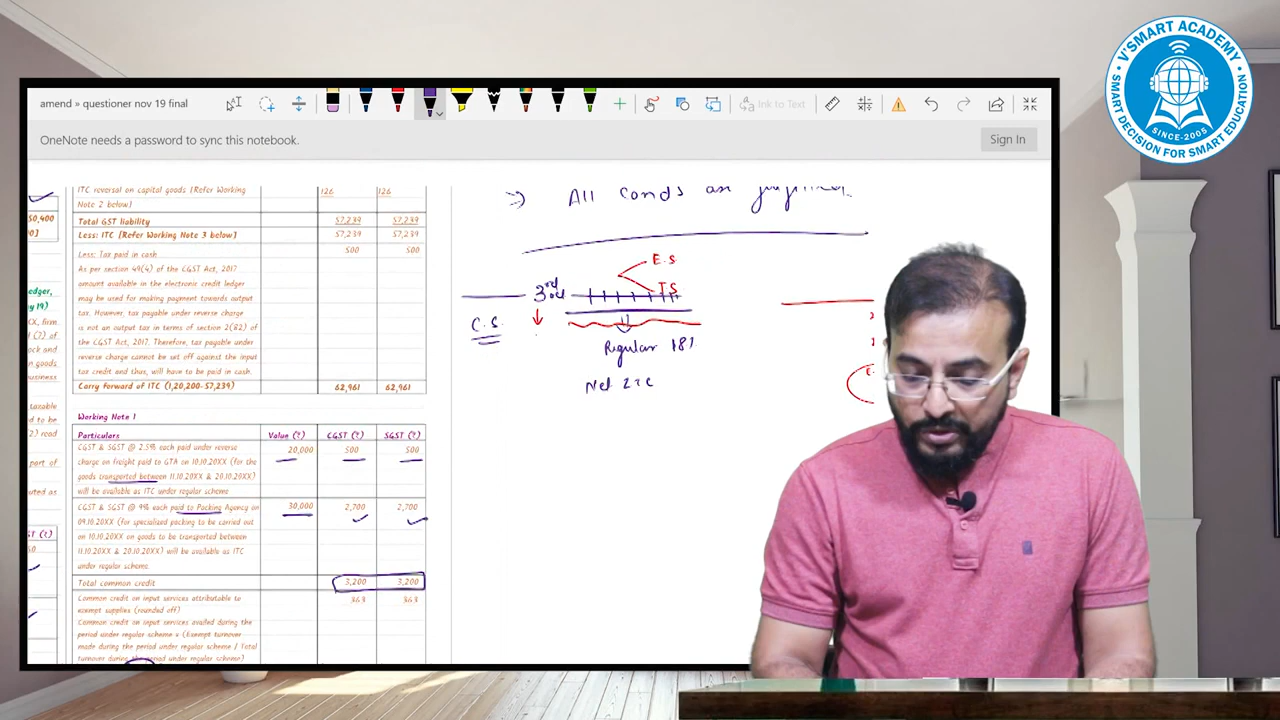 amend » questioner nov 19 final
Ink to Text
OneNote needs a password to sync this notebook.
Sign In
V'SMART ACADEMY
SINCE-2005
SMART DECISION FOR SMART EDUCATION
50,400
ITC reversal on capital goods [Refer Working 126 126
Note 2 below]
Total GST liability 57,239 57,239
Less: ITC [Refer Working Note 3 below] 57,239 57,239
Less: Tax paid in cash 500 500
As per section 49(4) of the CGST Act, 2017
amount available in the electronic credit ledger
may be used for making payment towards output
tax. However, tax payable under reverse charge
is not an output tax in terms of section 2(82) of
the CGST Act, 2017. Therefore, tax payable under
reverse charge cannot be set off against the input
tax credit and thus, will have to be paid in cash.
Carry forward of ITC (1,20,200-57,239) 62,961 62,961
Working Note 1
Particulars Value (₹) CGST (₹) SGST (₹)
CGST & SGST @ 2.5% each paid under reverse 20,000 500 500
charge on freight paid to GTA on 10.10.20XX (for the
goods transported between 11.10.20XX & 20.10.20XX)
will be available as ITC under regular scheme
CGST & SGST @ 9% each paid to Packing Agency on 30,000 2,700 2,700
09.10.20XX (for specialized packing to be carried out
on 10.10.20XX on goods to be transported between
11.10.20XX & 20.10.20XX) will be available as ITC
under regular scheme.
Total common credit 3,200 3,200
Common credit on input services attributable to 363 363
exempt supplies (rounded off)
Common credit on input services availed during the
period under regular scheme x (Exempt turnover
made during the period under regular scheme / Total
turnover during the period under regular scheme)
All conds
E.S
3rd
T.S
C.S.
Regular 18%
Net